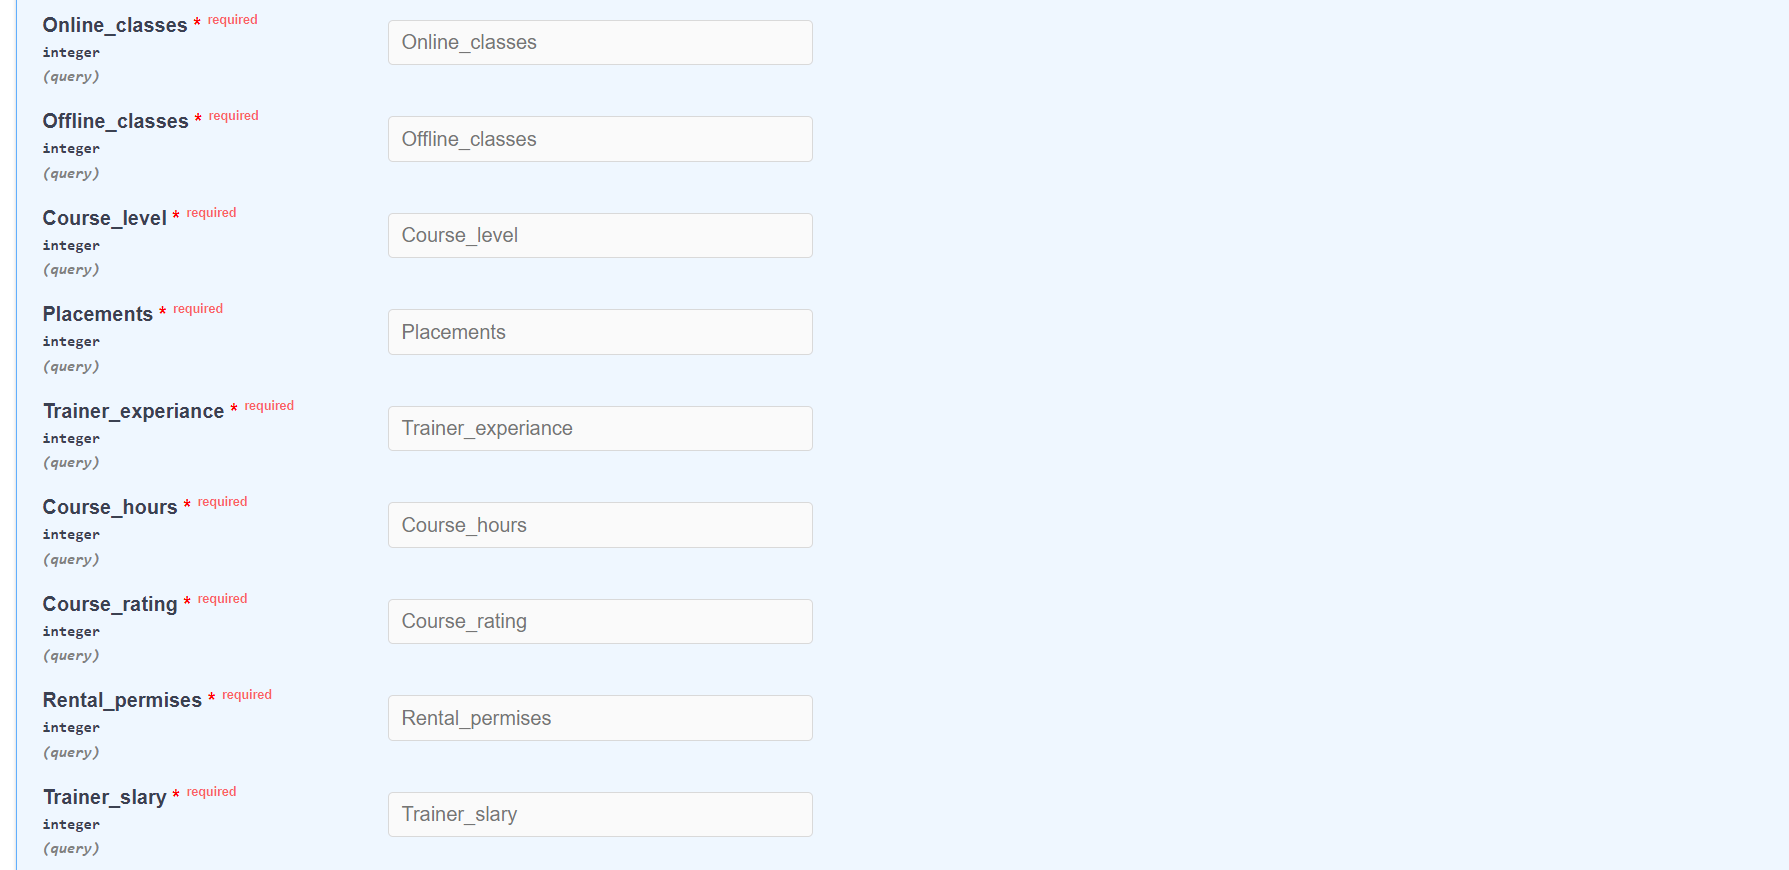 Online_classes * required
integer
(query)
Online_classes
Offline_classes * required
integer
(query)
Offline_classes
Course_level * required
integer
(query)
Course_level
Placements * required
integer
(query)
Placements
Trainer_experiance * required
integer
(query)
Trainer_experiance
Course_hours * required
integer
(query)
Course_hours
Course_rating * required
integer
(query)
Course_rating
Rental_permises * required
integer
(query)
Rental_permises
Trainer_slary * required
integer
(query)
Trainer_slary